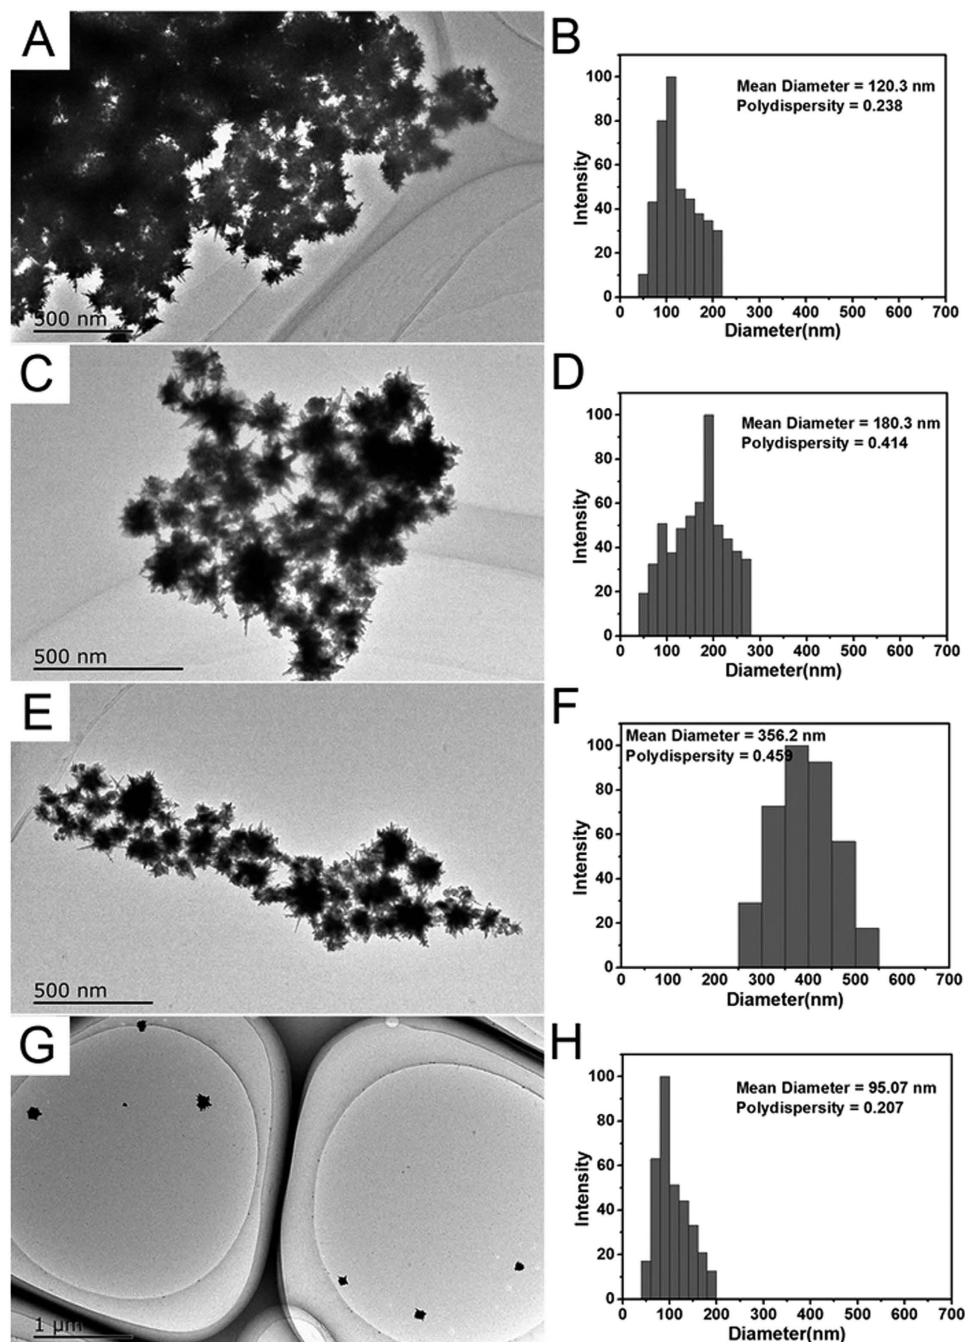 A
500 nm
B
Mean Diameter = 120.3 nm
Polydispersity = 0.238
Intensity
100
80
60
40
20
0
0 100 200 300 400 500 600 700
Diameter(nm)
C
500 nm
D
Mean Diameter = 180.3 nm
Polydispersity = 0.414
Intensity
100
80
60
40
20
0
0 100 200 300 400 500 600 700
Diameter(nm)
E
500 nm
F
Mean Diameter = 356.2 nm
Polydispersity = 0.459
Intensity
100
80
60
40
20
0
0 100 200 300 400 500 600 700
Diameter(nm)
G
1 μm
H
Mean Diameter = 95.07 nm
Polydispersity = 0.207
Intensity
100
80
60
40
20
0
0 100 200 300 400 500 600 700
Diameter(nm)